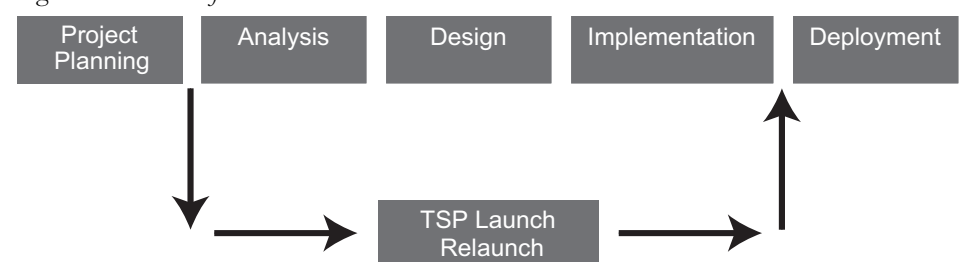 Project
Planning
Analysis
Design
Implementation
Deployment
TSP Launch
Relaunch